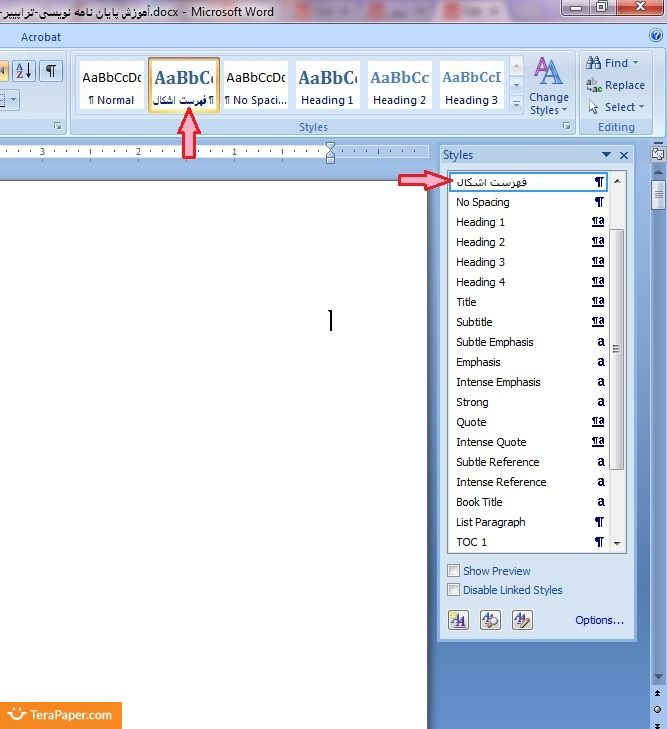 آموزش پایان نامه نویسی-ترابیپر-.docx - Microsoft Word
Acrobat
AaBbCcDc
¶ Normal
AaBbCc
¶ فهرست اشکال
AaBbCcDc
¶ No Spaci...
AaBbCc
Heading 1
AaBbCc
Heading 2
AaBbCcI
Heading 3
Change
Styles
Find
Replace
Select
Styles
Editing
3 2 1
Styles
فهرست اشکال ¶
No Spacing ¶
Heading 1 ¶a
Heading 2 ¶a
Heading 3 ¶a
Heading 4 ¶a
Title ¶a
Subtitle ¶a
Subtle Emphasis a
Emphasis a
Intense Emphasis a
Strong a
Quote ¶a
Intense Quote ¶a
Subtle Reference a
Intense Reference a
Book Title a
List Paragraph ¶
TOC 1 ¶
Show Preview
Disable Linked Styles
Options...
TeraPaper.com